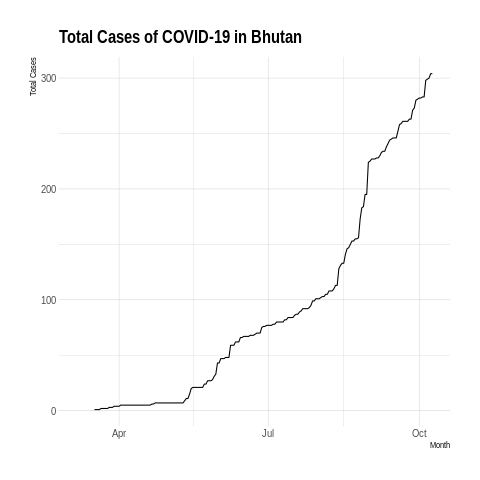 Total Cases of COVID-19 in Bhutan
Total Cases
300
200
100
0
Apr
Jul
Oct
Month